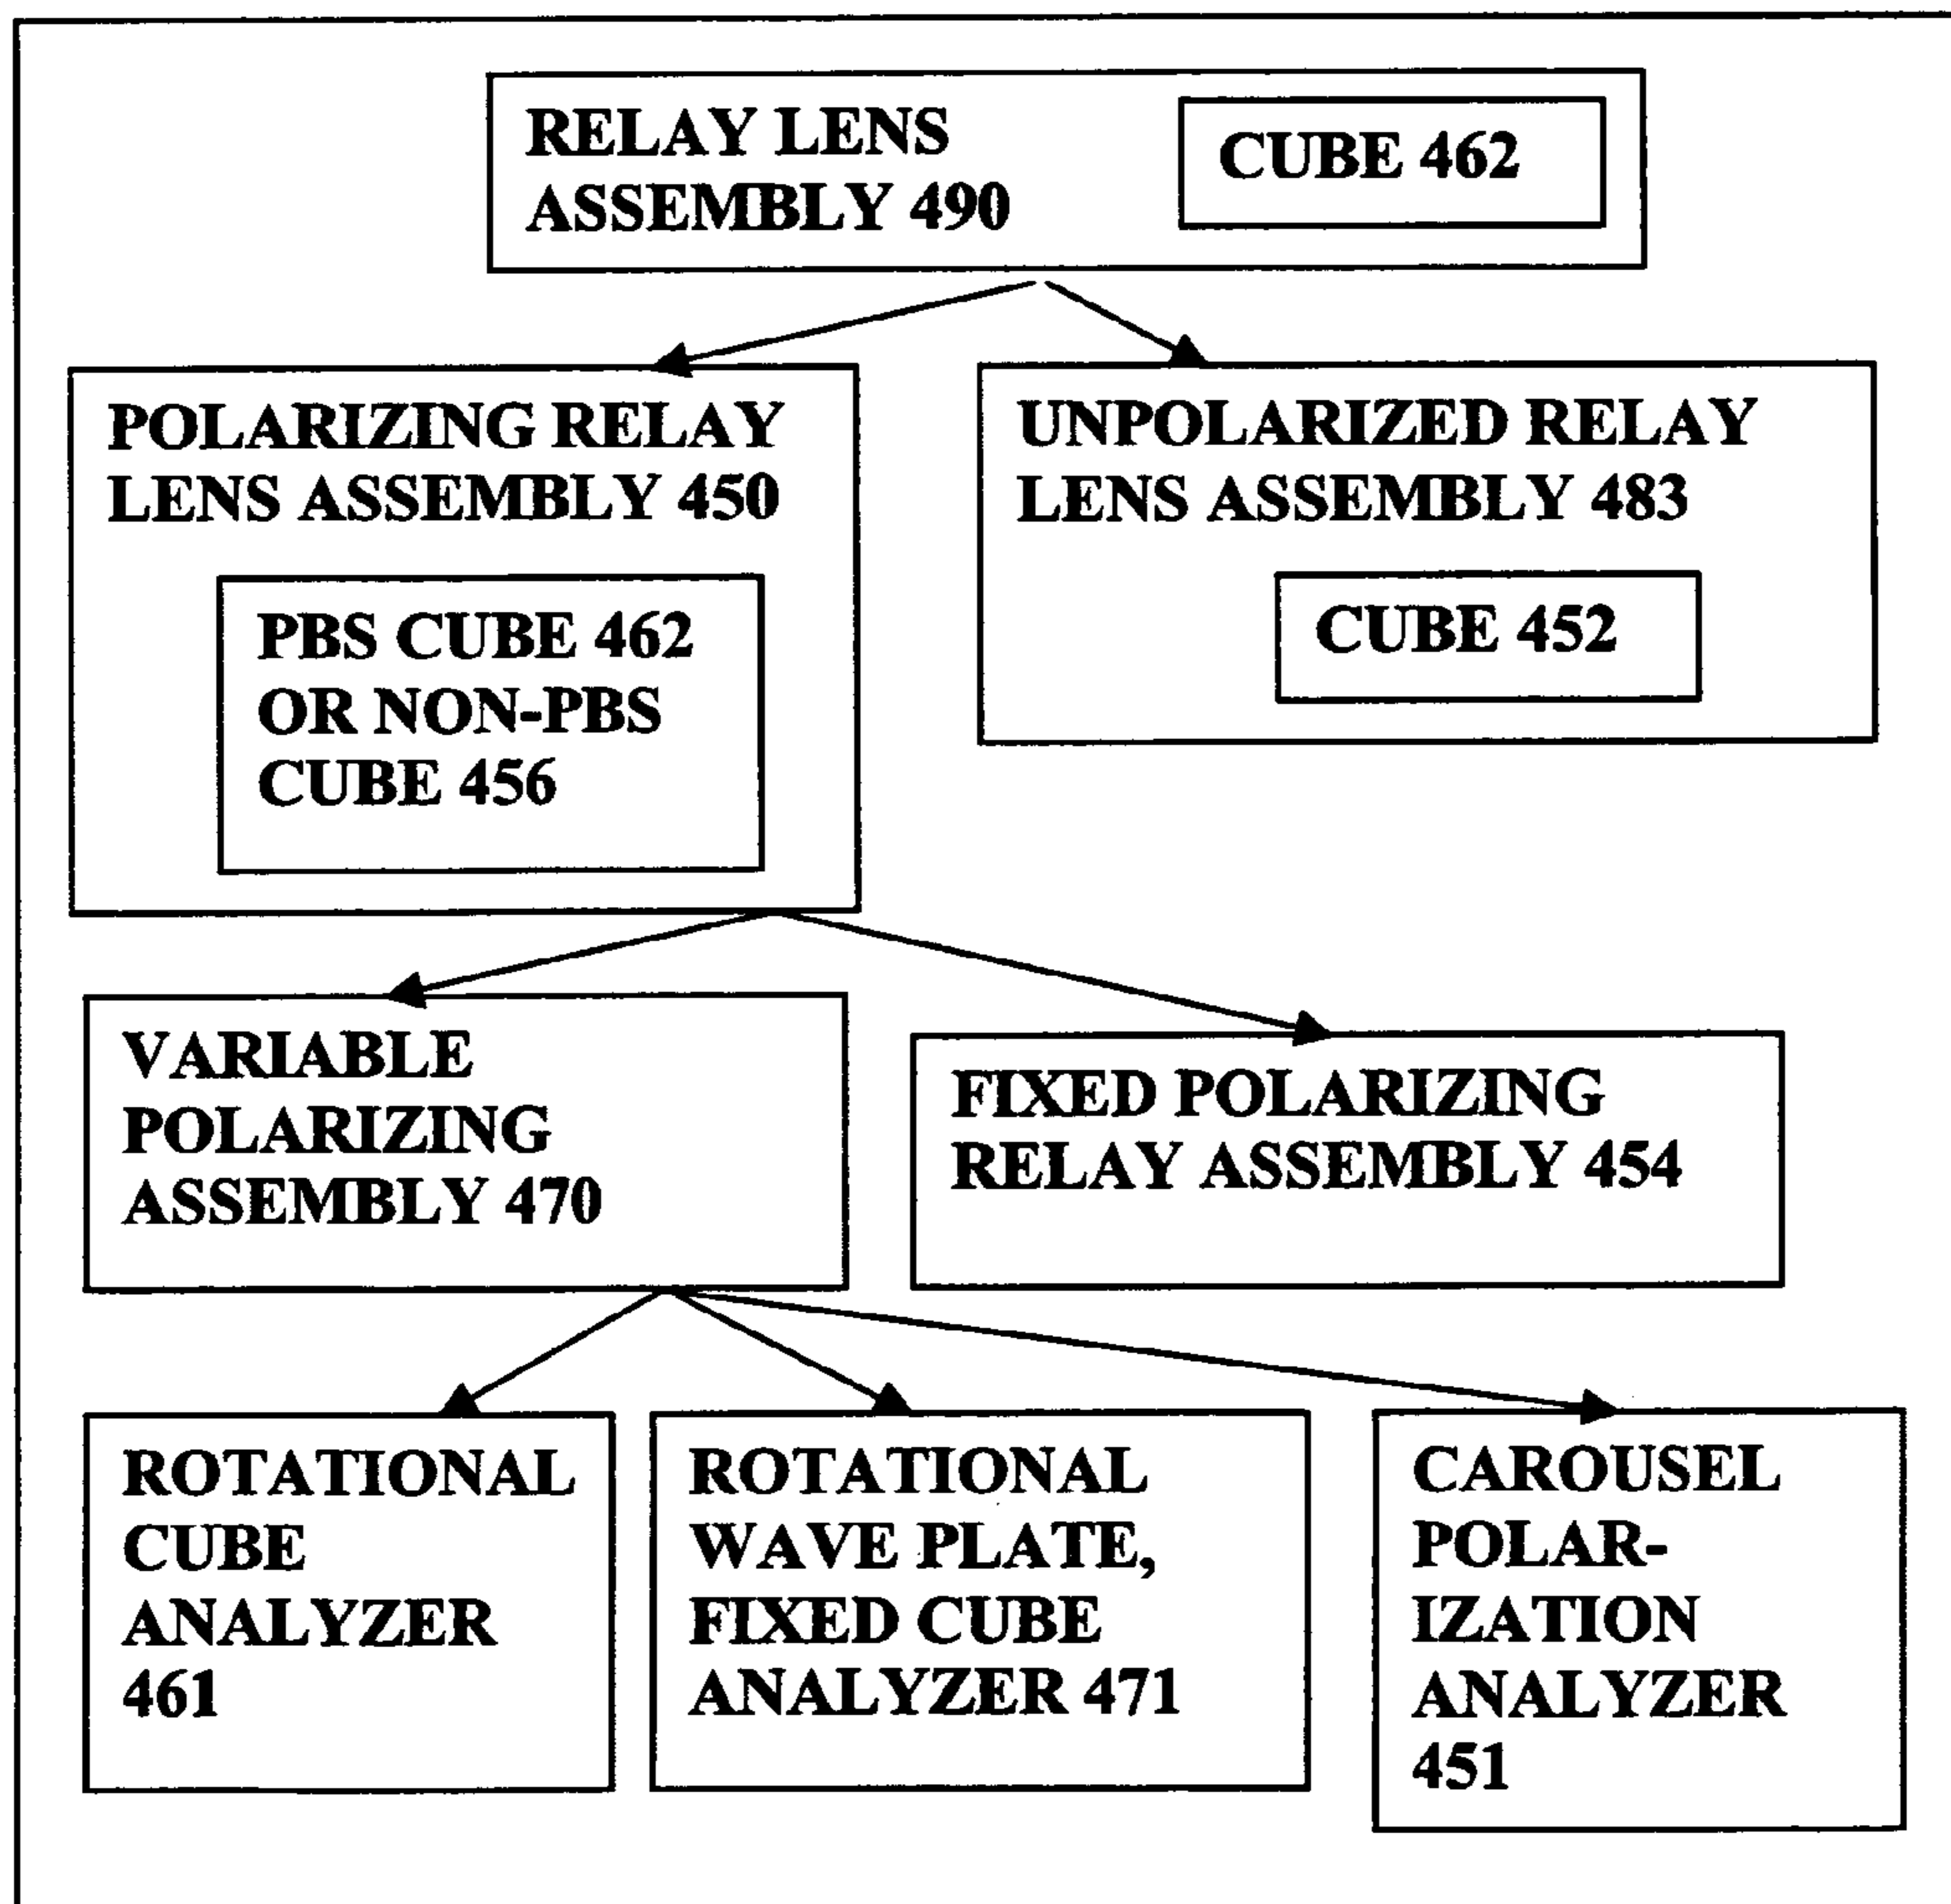 RELAY LENS
ASSEMBLY 490
CUBE 462
POLARIZING RELAY
LENS ASSEMBLY 450
PBS CUBE 462
OR NON-PBS
CUBE 456
UNPOLARIZED RELAY
LENS ASSEMBLY 483
CUBE 452
VARIABLE
POLARIZING
ASSEMBLY 470
FIXED POLARIZING
RELAY ASSEMBLY 454
ROTATIONAL
CUBE
ANALYZER
461
ROTATIONAL
WAVE PLATE,
FIXED CUBE
ANALYZER 471
CAROUSEL
POLAR-
IZATION
ANALYZER
451